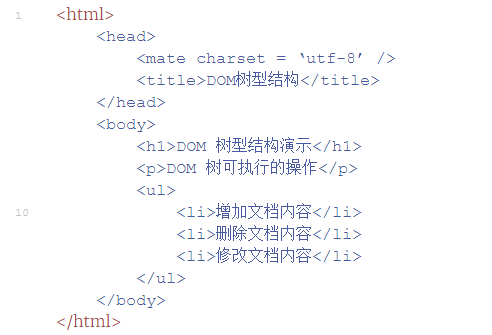 1 <html>
<head>
<mate charset = ‘utf-8’ />
<title>DOM树型结构</title>
</head>
<body>
<h1>DOM 树型结构演示</h1>
<p>DOM 树可执行的操作</p>
<ul>
10 <li>增加文档内容</li>
<li>删除文档内容</li>
<li>修改文档内容</li>
</ul>
</body>
</html>